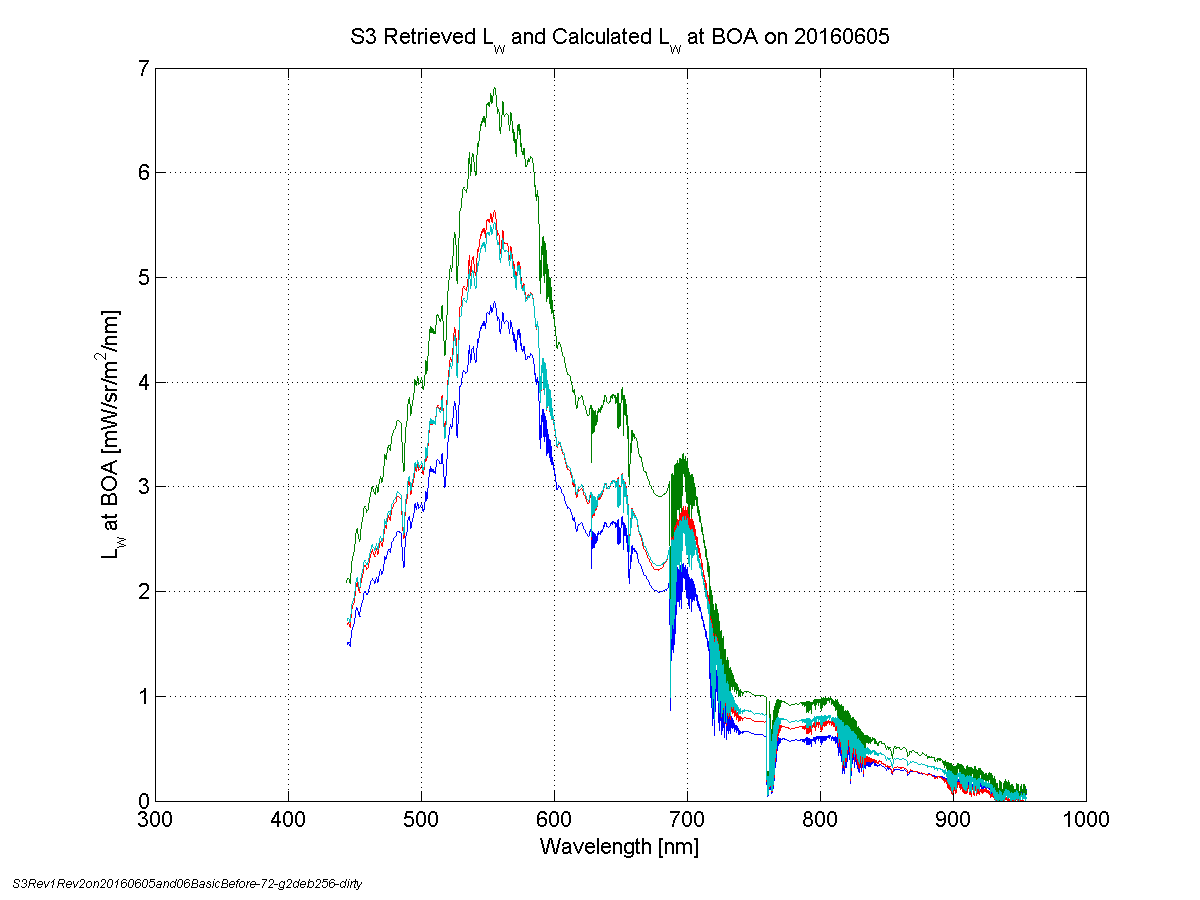 S3 Retrieved Lw and Calculated Lw at BOA on 20160605
7
6
5
4
3
2
1
0
Lw at BOA [mW/sr/m²/nm]
300 400 500 600 700 800 900 1000
Wavelength [nm]
S3Rev1Rev2on20160605and06BasicBefore-72-g2deb256-dirty